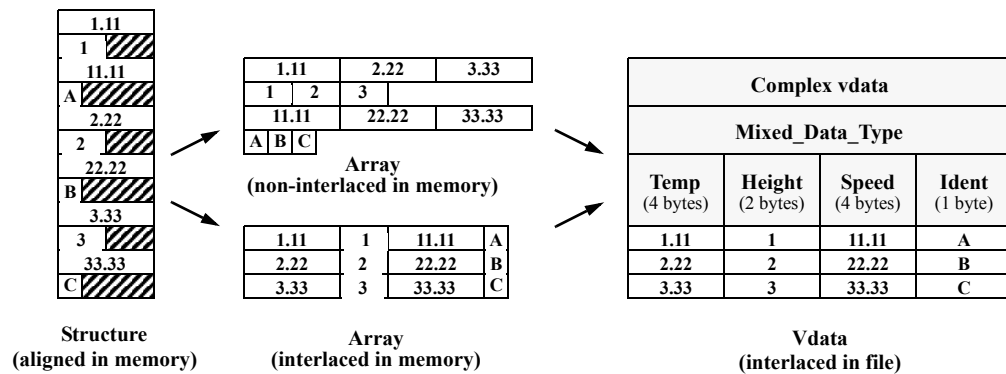 1.11
1
11.11
A
2.22
2
22.22
B
3.33
3
33.33
C
Structure
(aligned in memory)
1.11 2.22 3.33
1 2 3
11.11 22.22 33.33
A B C
Array
(non-interlaced in memory)
1.11 1 11.11 A
2.22 2 22.22 B
3.33 3 33.33 C
Array
(interlaced in memory)
Complex vdata
Mixed_Data_Type
Temp Height Speed Ident
(4 bytes) (2 bytes) (4 bytes) (1 byte)
1.11 1 11.11 A
2.22 2 22.22 B
3.33 3 33.33 C
Vdata
(interlaced in file)